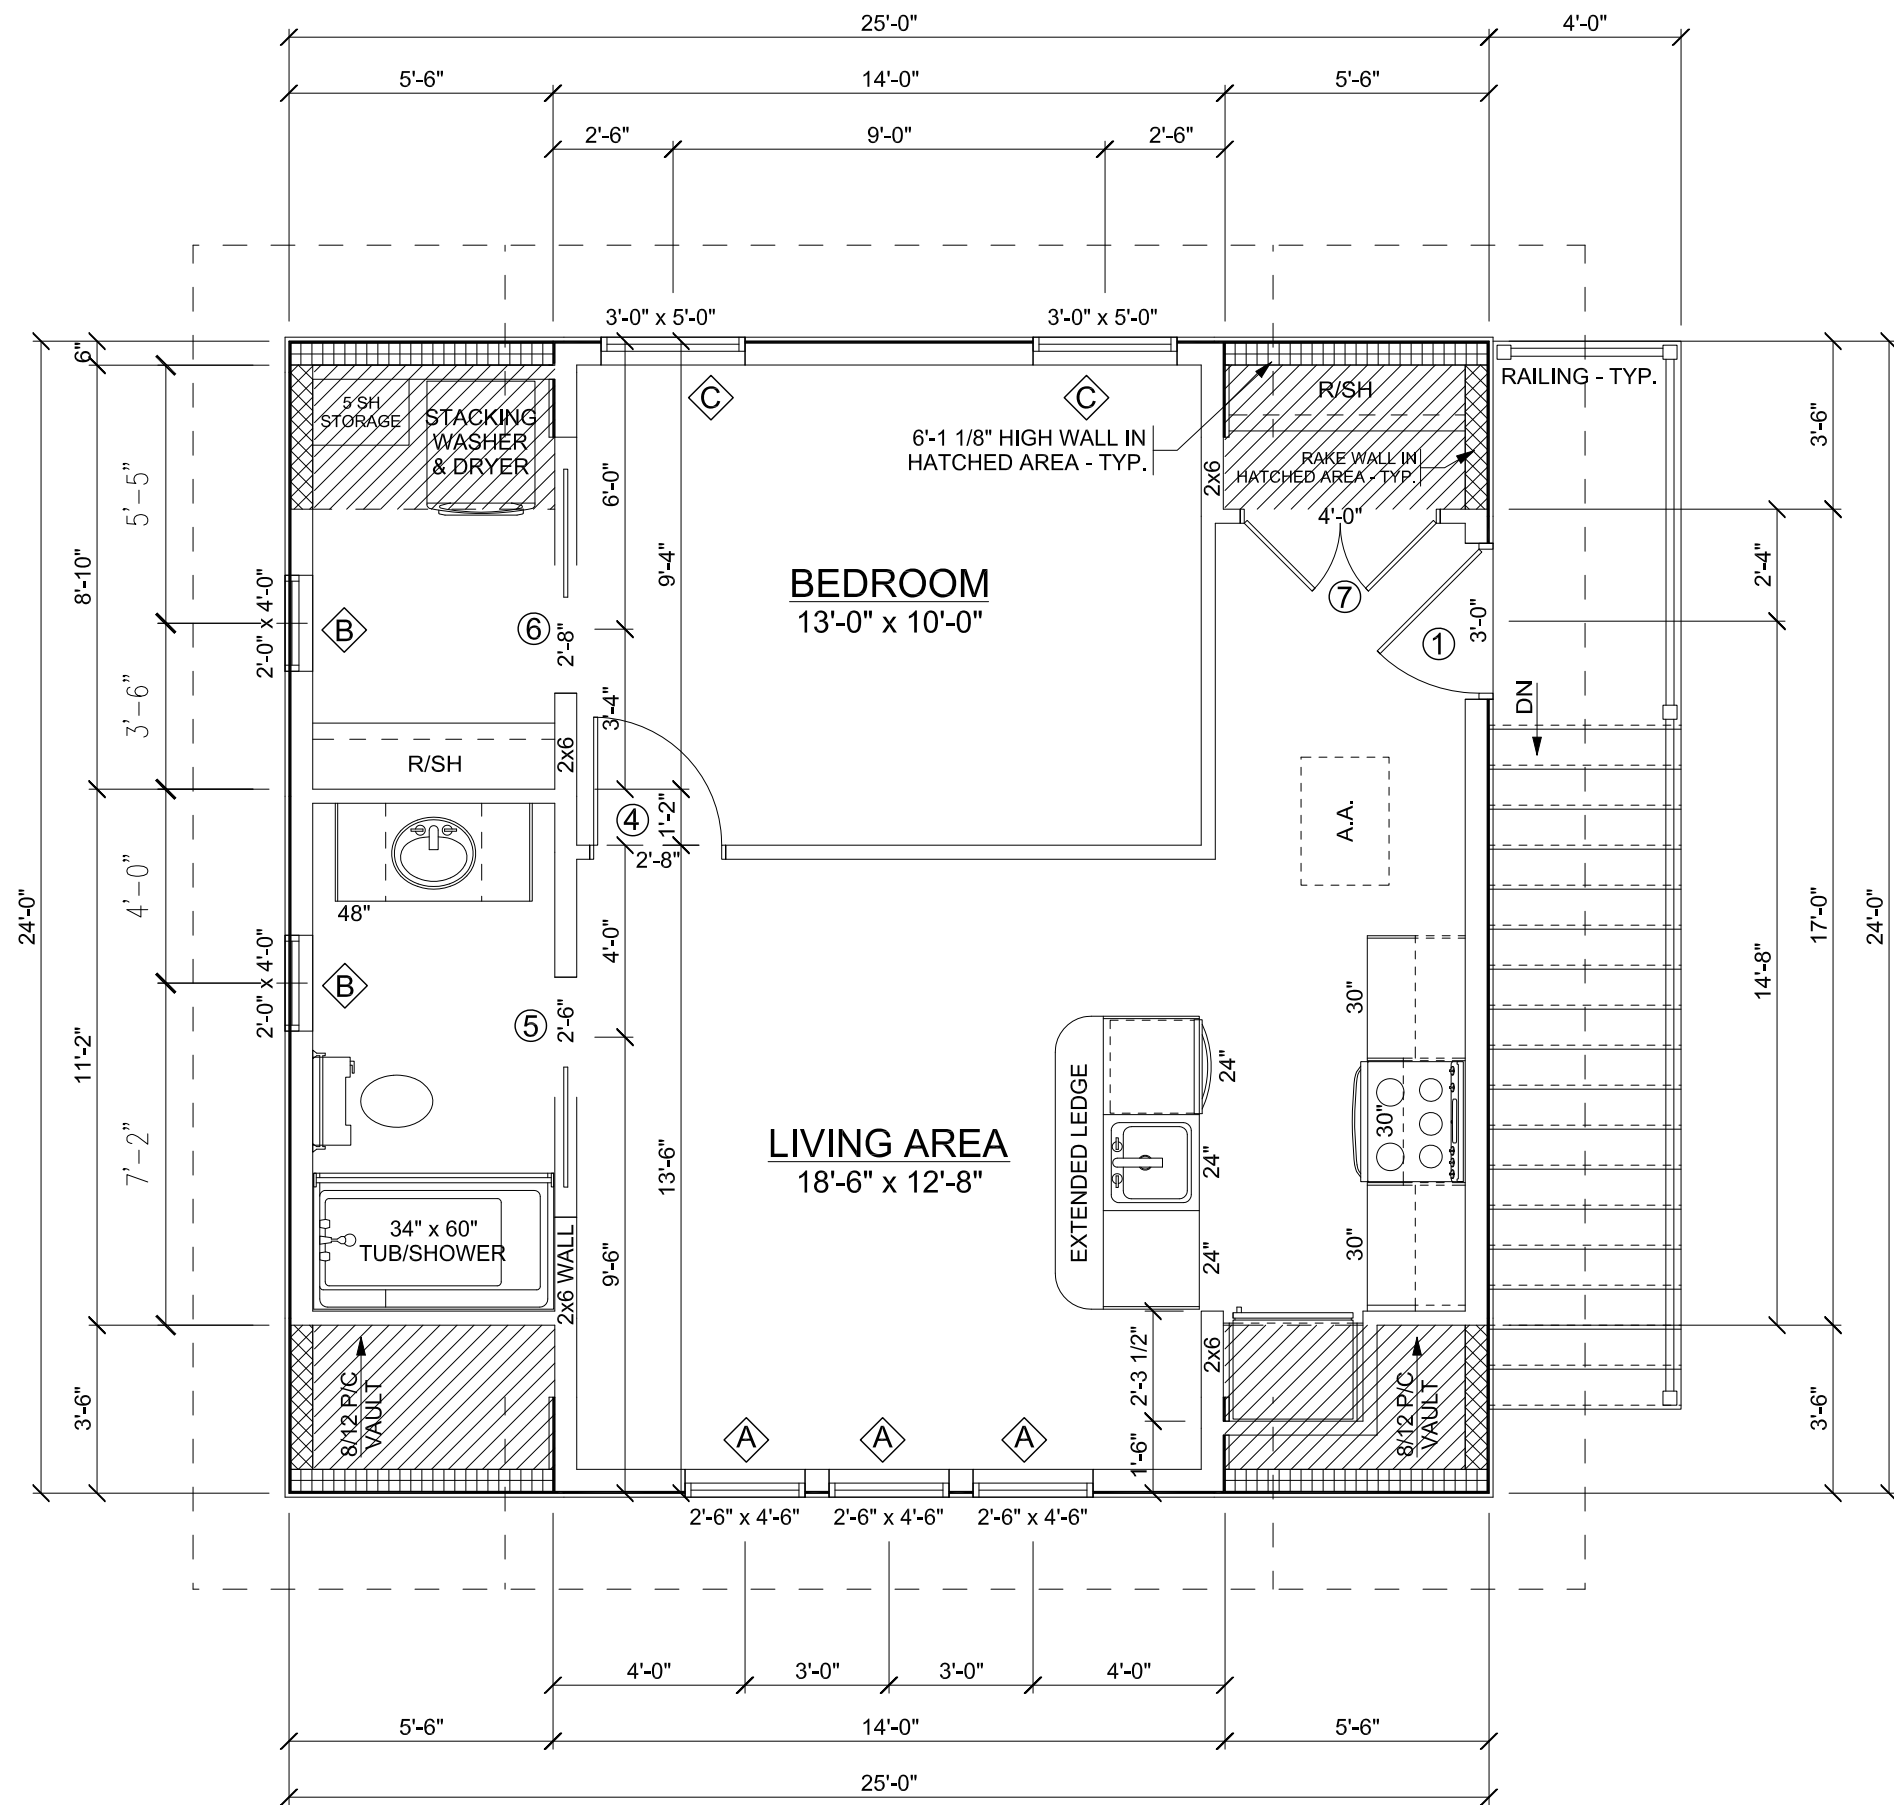 25'-0"
4'-0"
5'-6"
14'-0"
5'-6"
2'-6"
9'-0"
2'-6"
3'-0" x 5'-0"
3'-0" x 5'-0"
6"
RAILING - TYP.
C
C
R/SH
5 SH
STORAGE
STACKING
WASHER
& DRYER
6'-1 1/8" HIGH WALL IN
HATCHED AREA - TYP.
RAKE WALL IN
HATCHED AREA - TYP.
3'-6"
5'-5"
6'-0"
2x6
4'-0"
8'-10"
9'-4"
2'-4"
BEDROOM
13'-0" x 10'-0"
7
2'-0" x 4'-0"
B
6
2'-8"
1
3'-0"
3'-6"
3'-4"
DN
R/SH
2x6
4
1'-2"
2'-8"
A.A.
4'-0"
48"
24'-0"
4'-0"
17'-0"
24'-0"
14'-8"
2'-0" x 4'-0"
B
5
2'-6"
30"
11'-2"
24"
EXTENDED LEDGE
30"
7'-2"
LIVING AREA
18'-6" x 12'-8"
13'-6"
24"
34" x 60"
TUB/SHOWER
2x6 WALL
9'-6"
24"
30"
2'-3 1/2"
2x6
8/12 P/C
VAULT
8/12 P/C
VAULT
3'-6"
3'-6"
A
A
A
1'-6"
2'-6" x 4'-6"
2'-6" x 4'-6"
2'-6" x 4'-6"
4'-0"
3'-0"
3'-0"
4'-0"
5'-6"
14'-0"
5'-6"
25'-0"